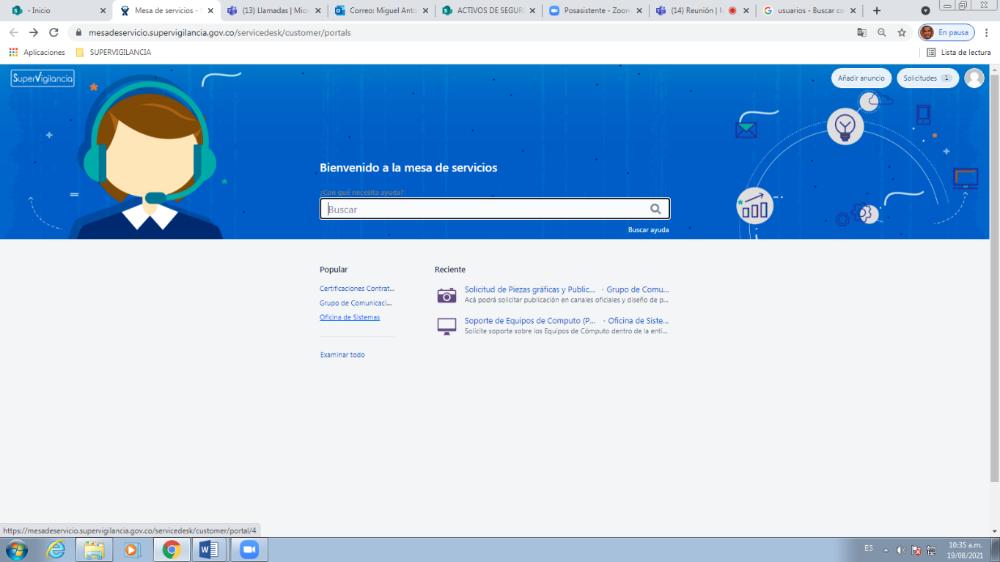 - Inicio
Mesa de servicios - S
(13) Llamadas | Micr
Correo: Miguel Anto
ACTIVOS DE SEGUR
Posasistente - Zoom
(14) Reunión | M
usuarios - Buscar co
mesadeservicio.supervigilancia.gov.co/servicedesk/customer/portals
En pausa
Aplicaciones
SUPERVIGILANCIA
Lista de lectura
SuperVigilancia
Añadir anuncio
Solicitudes 1
Bienvenido a la mesa de servicios
¿Con qué necesita ayuda?
Buscar
Buscar ayuda
Popular
Certificaciones Contrat...
Grupo de Comunicaci...
Oficina de Sistemas
Examinar todo
Reciente
Solicitud de Piezas gráficas y Public... · Grupo de Comu...
Acá podrá solicitar publicación en canales oficiales y diseño de p...
Soporte de Equipos de Computo (P... · Oficina de Siste...
Solicite soporte sobre los Equipos de Cómputo dentro de la enti...
https://mesadeservicio.supervigilancia.gov.co/servicedesk/customer/portal/4
ES
10:35 a.m.
19/08/2021